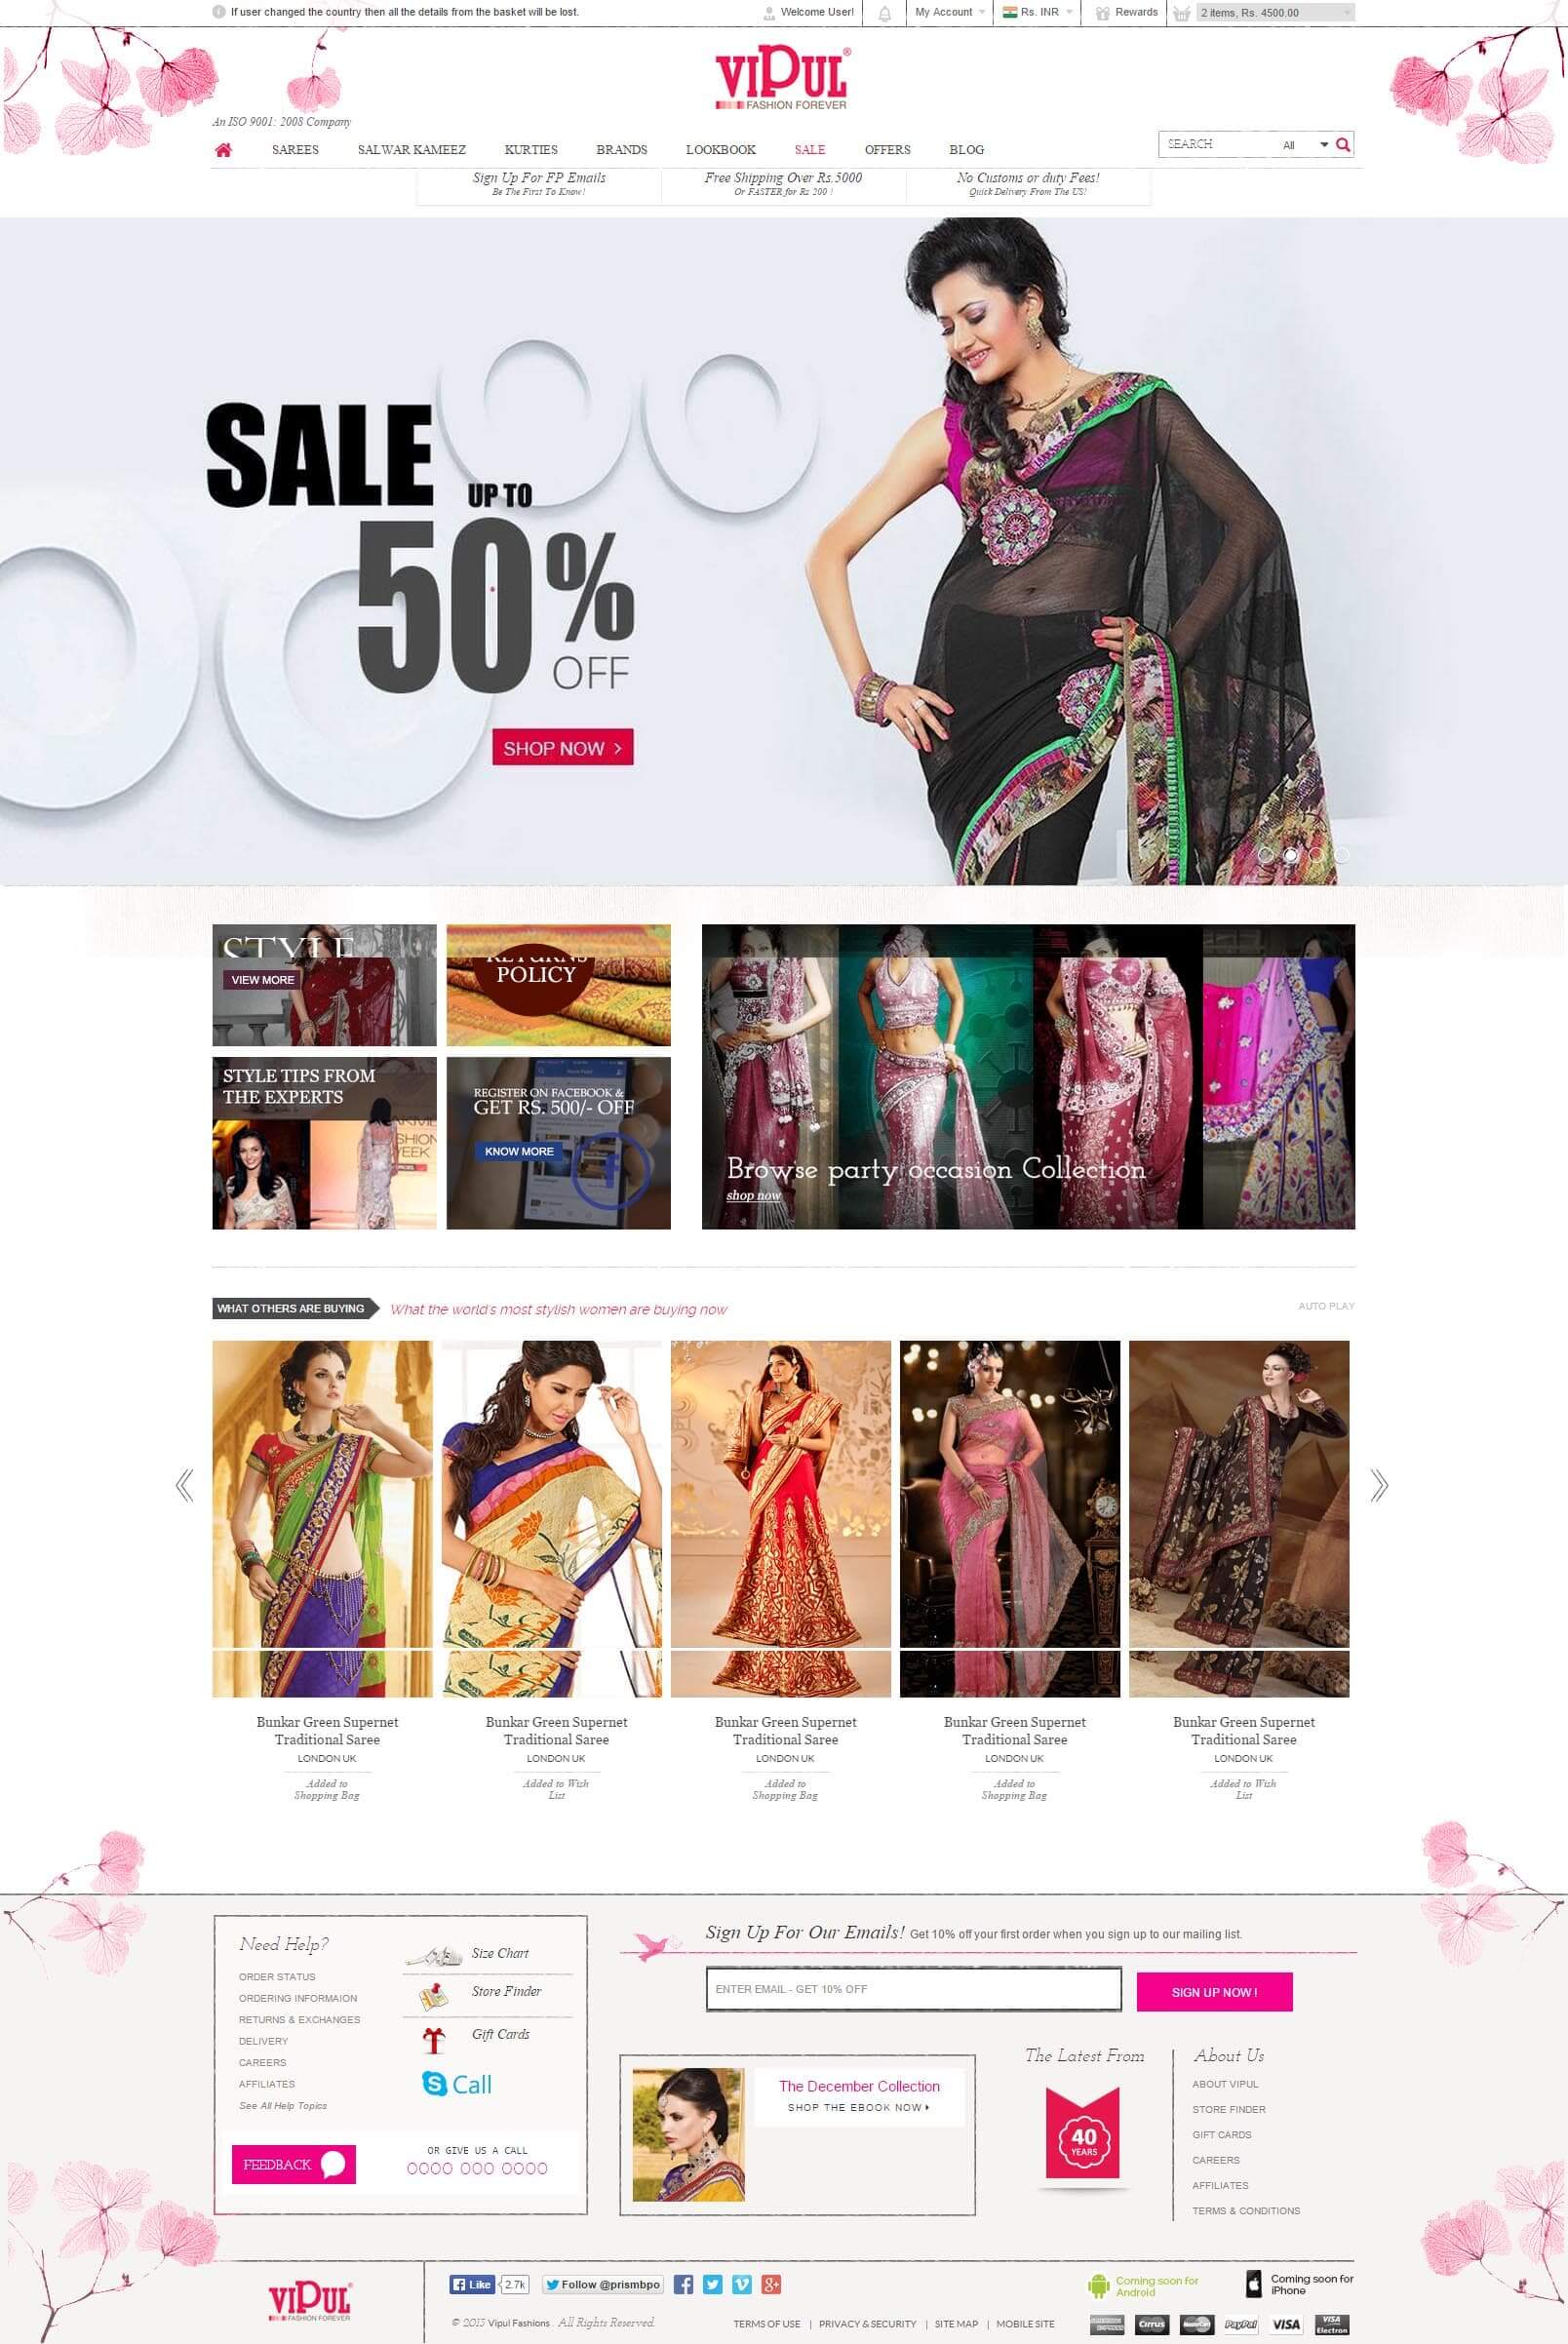 If user changed the country then all the details from the basket will be lost.
Welcome User!
My Account
Rs. INR
Rewards
2 items, Rs. 4500.00
VIPUL®
FASHION FOREVER
An ISO 9001: 2008 Company
SAREES
SALWAR KAMEEZ
KURTIES
BRANDS
LOOKBOOK
SALE
OFFERS
BLOG
SEARCH
All
Sign Up For FP Emails
Be The First To Know!
Free Shipping Over Rs.5000
Or FASTER for Rs 200 !
No Customs or duty Fees!
Quick Delivery From The US!
SALE
UP TO
50%
OFF
SHOP NOW >
STYLE
VIEW MORE
RETURNS
POLICY
STYLE TIPS FROM
THE EXPERTS
REGISTER ON FACEBOOK &
GET RS. 500/- OFF
KNOW MORE
Browse party occasion Collection
shop now
WHAT OTHERS ARE BUYING
What the world's most stylish women are buying now
AUTO PLAY
Bunkar Green Supernet
Traditional Saree
LONDON UK
Added to
Shopping Bag
Bunkar Green Supernet
Traditional Saree
LONDON UK
Added to Wish
List
Bunkar Green Supernet
Traditional Saree
LONDON UK
Added to
Shopping Bag
Bunkar Green Supernet
Traditional Saree
LONDON UK
Added to
Shopping Bag
Bunkar Green Supernet
Traditional Saree
LONDON UK
Added to Wish
List
Need Help?
ORDER STATUS
ORDERING INFORMAION
RETURNS & EXCHANGES
DELIVERY
CAREERS
AFFILIATES
See All Help Topics
Size Chart
Store Finder
Gift Cards
Call
FEEDBACK
OR GIVE US A CALL
0000 000 0000
Sign Up For Our Emails! Get 10% off your first order when you sign up to our mailing list.
ENTER EMAIL - GET 10% OFF
SIGN UP NOW !
The December Collection
SHOP THE EBOOK NOW
The Latest From
40
YEARS
About Us
ABOUT VIPUL
STORE FINDER
GIFT CARDS
CAREERS
AFFILIATES
TERMS & CONDITIONS
VIPUL®
FASHION FOREVER
Like
2.7k
Follow @prismbpo
Coming soon for
Android
Coming soon for
iPhone
© 2013 Vipul Fashions . All Rights Reserved.
TERMS OF USE | PRIVACY & SECURITY | SITE MAP | MOBILE SITE
AMERICAN EXPRESS
Cirrus
MasterCard
PayPal
VISA
VISA
Electron